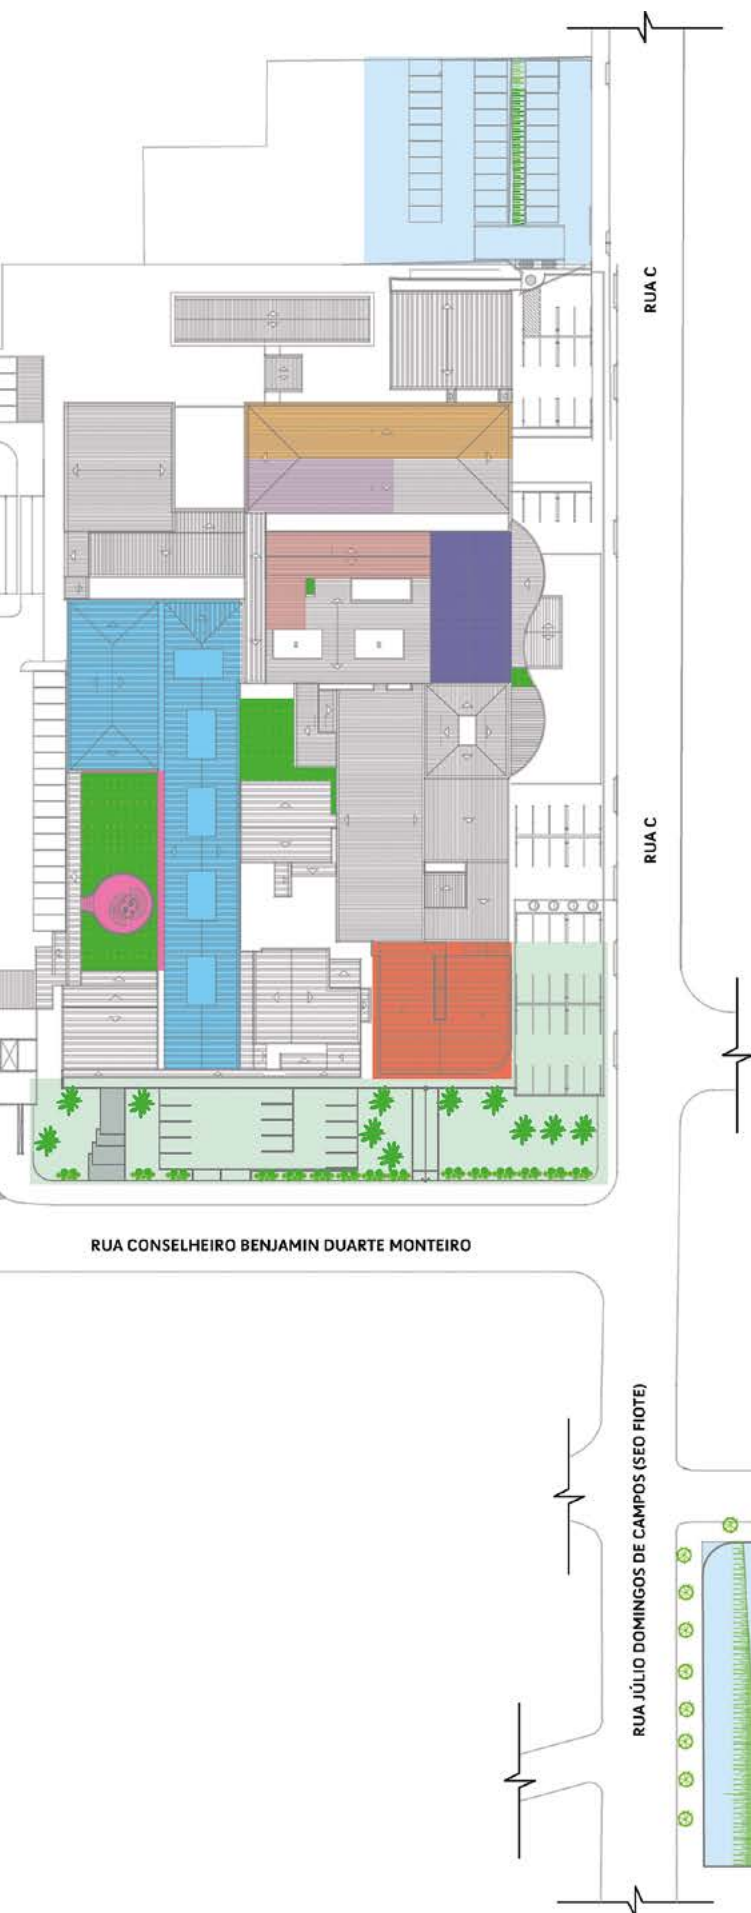 RUA C
RUA C
RUA CONSELHEIRO BENJAMIN DUARTE MONTEIRO
RUA JÚLIO DOMINGOS DE CAMPOS (SEO FIOTE)